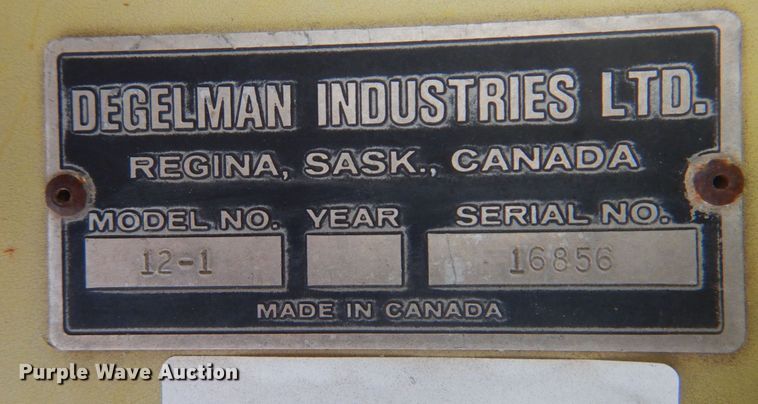 DEGELMAN INDUSTRIES LTD.
REGINA, SASK., CANADA
MODEL NO. YEAR SERIAL NO.
12-1 16856
MADE IN CANADA
Purple Wave Auction